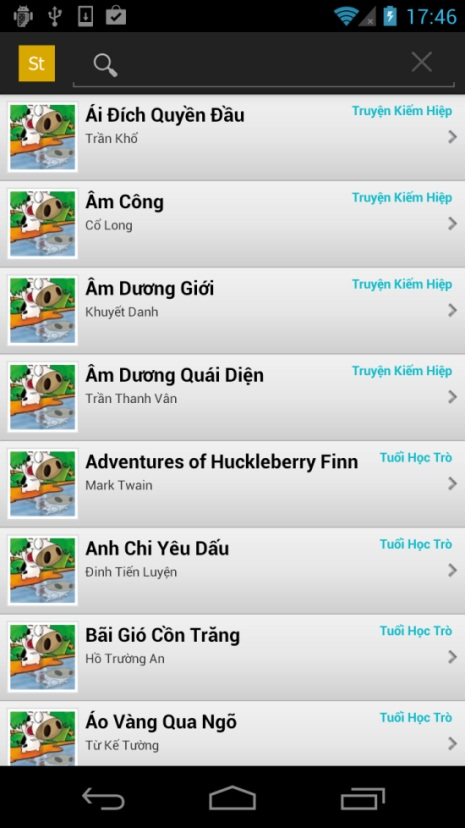 17:46
St
Ái Đích Quyền Đầu
Truyện Kiếm Hiệp
Trần Khố
Âm Công
Truyện Kiếm Hiệp
Cổ Long
Âm Dương Giới
Truyện Kiếm Hiệp
Khuyết Danh
Âm Dương Quái Diện
Truyện Kiếm Hiệp
Trần Thanh Vân
Adventures of Huckleberry Finn
Tuổi Học Trò
Mark Twain
Anh Chi Yêu Dấu
Tuổi Học Trò
Đinh Tiến Luyện
Bãi Gió Cồn Trăng
Tuổi Học Trò
Hồ Trường An
Áo Vàng Qua Ngõ
Tuổi Học Trò
Từ Kế Tường